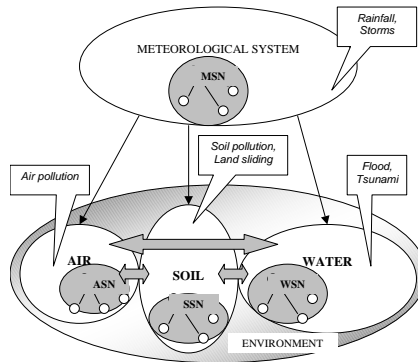 Rainfall,
Storms
METEOROLOGICAL SYSTEM
MSN
Soil pollution,
Land sliding
Air pollution
Flood,
Tsunami
AIR
SOIL
WATER
ASN
WSN
SSN
ENVIRONMENT